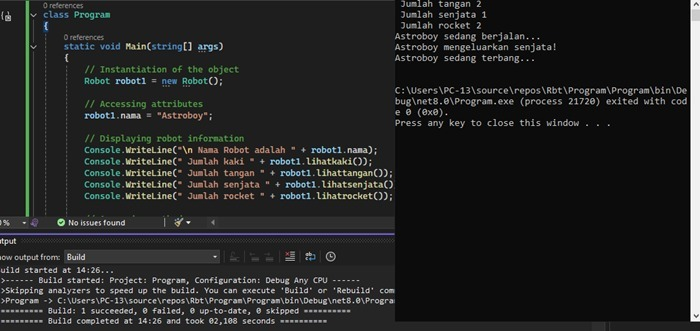 0 references
class Program
{
0 references
static void Main(string[] args)
{
// Instantiation of the object
Robot robot1 = new Robot();
// Accessing attributes
robot1.nama = "Astroboy";
// Displaying robot information
Console.WriteLine("\n Nama Robot adalah " + robot1.nama);
Console.WriteLine(" Jumlah kaki " + robot1.lihatkaki());
Console.WriteLine(" Jumlah tangan " + robot1.lihattangan());
Console.WriteLine(" Jumlah senjata " + robot1.lihatsenjata()
Console.WriteLine(" Jumlah rocket " + robot1.lihatrocket());
0 %
No issues found
Jumlah tangan 2
Jumlah senjata 1
Jumlah rocket 2
Astroboy sedang berjalan...
Astroboy mengeluarkan senjata!
Astroboy sedang terbang...
C:\Users\PC-13\source\repos\Rbt\Program\Program\bin\De
bug\net8.0\Program.exe (process 21720) exited with cod
e 0 (0x0).
Press any key to close this window . . .
tput
ow output from: Build
uild started at 14:26...
>------ Build started: Project: Program, Configuration: Debug Any CPU ------
>Skipping analyzers to speed up the build. You can execute 'Build' or 'Rebuild' com
>Program -> C:\Users\PC-13\source\repos\Rbt\Program\Program\bin\Debug\net8.0\Progra
========== Build: 1 succeeded, 0 failed, 0 up-to-date, 0 skipped ==========
========== Build completed at 14:26 and took 02,108 seconds ==========